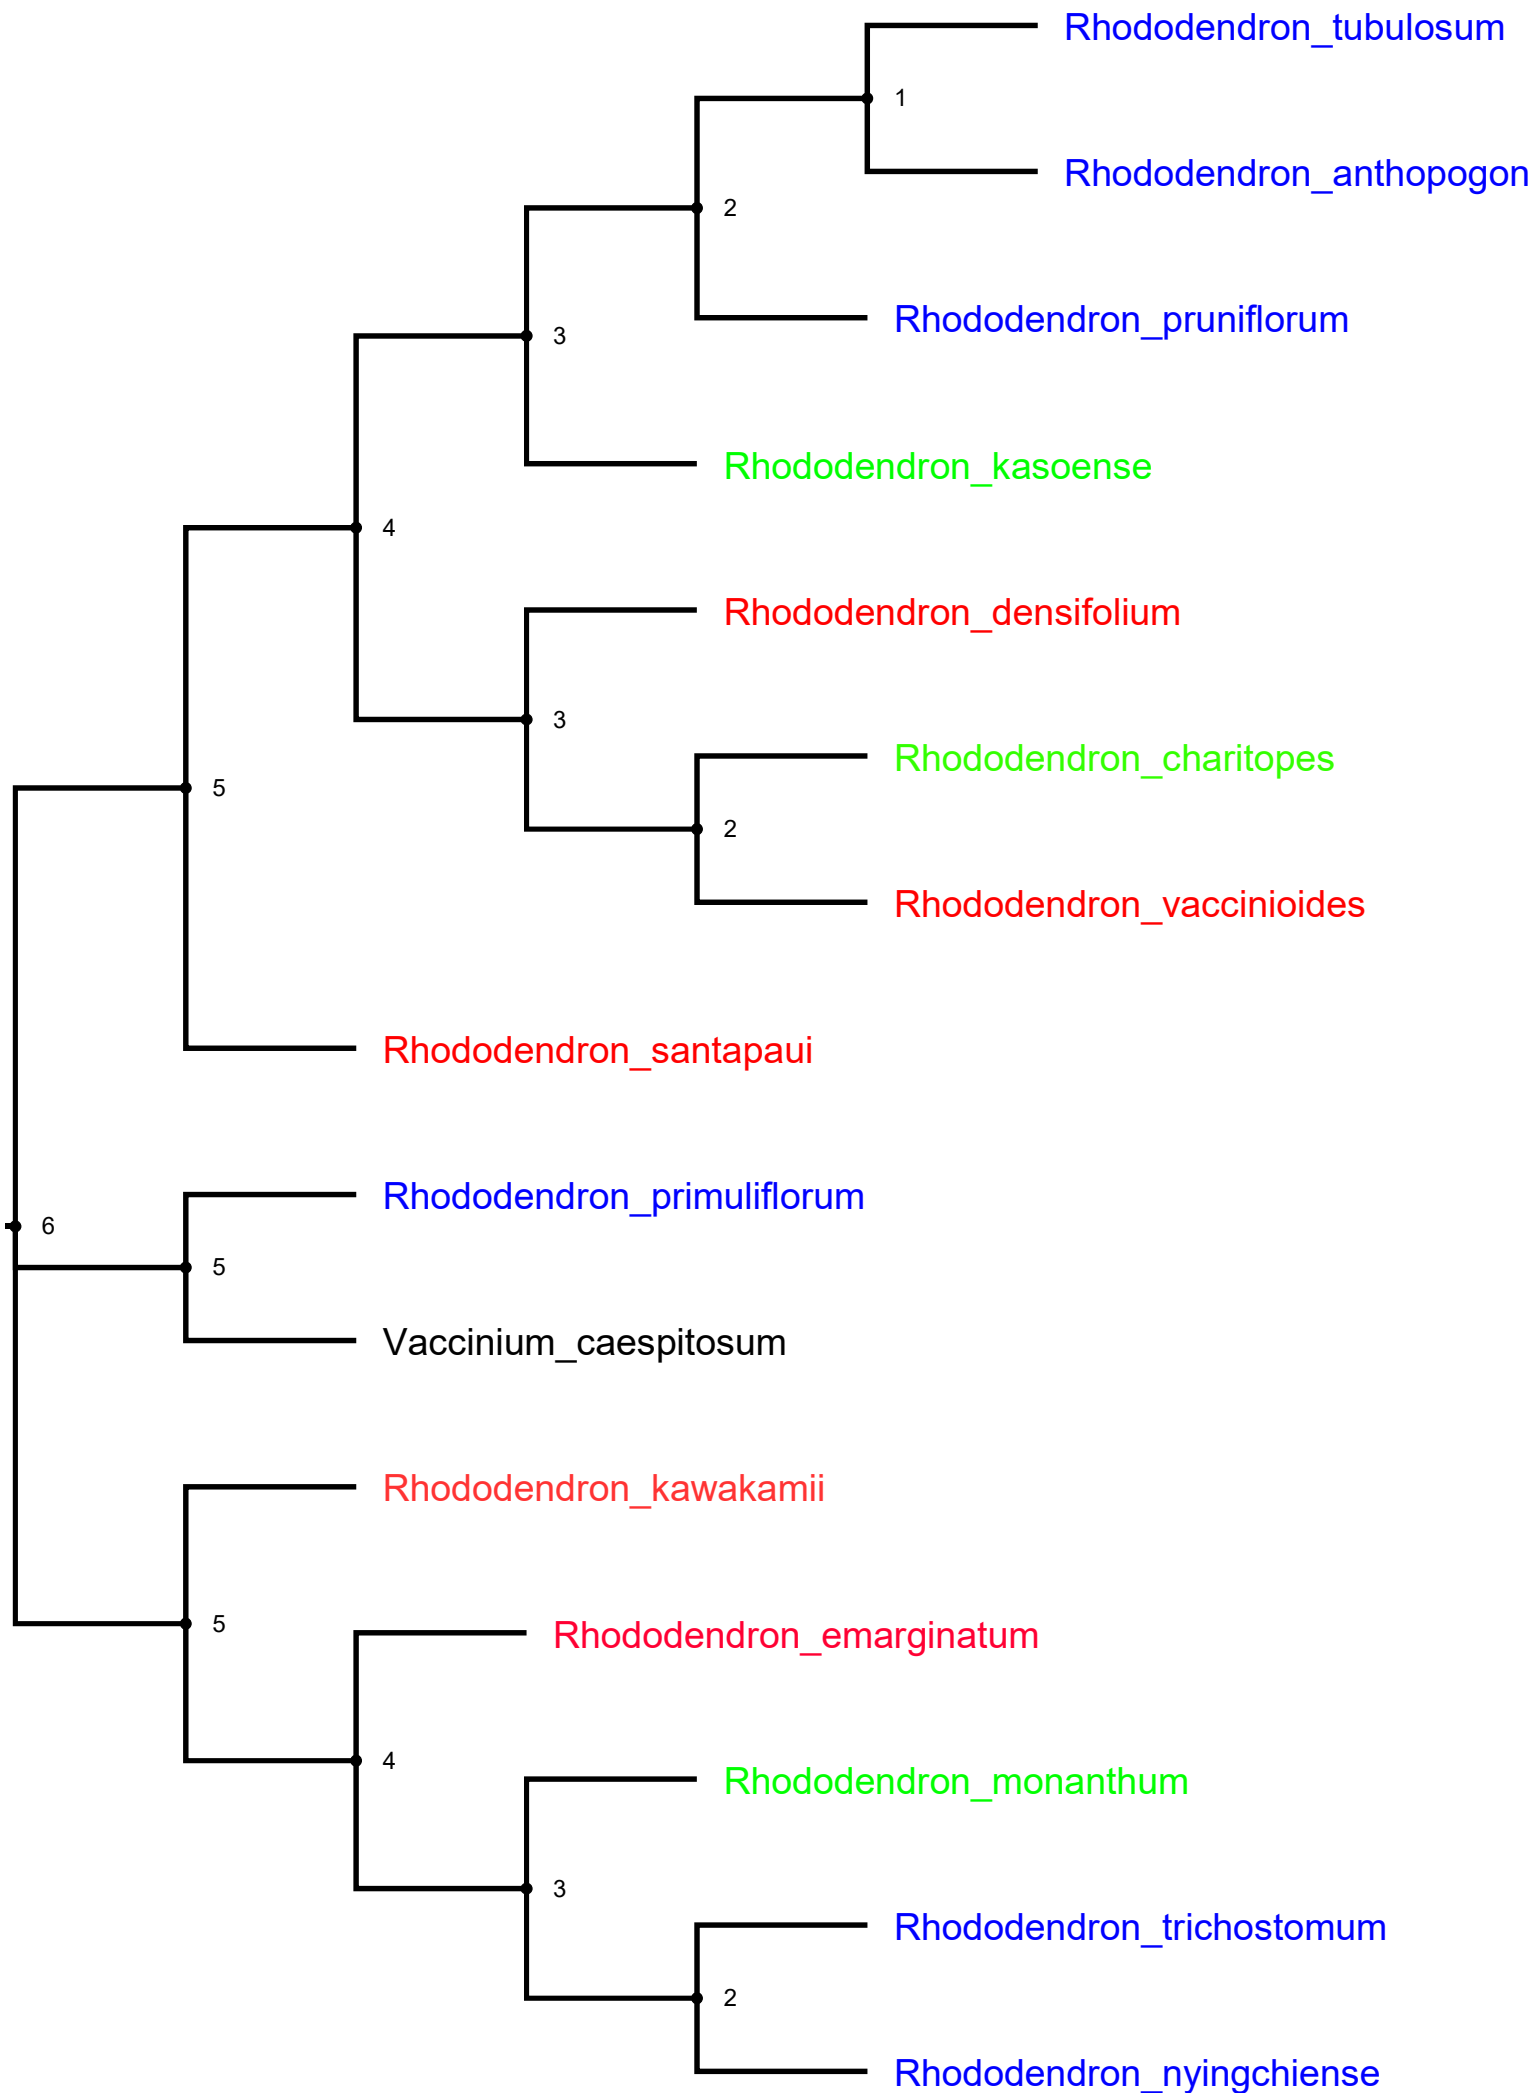 Rhododendron_tubulosum
1
Rhododendron_anthopogon
2
Rhododendron_pruniflorum
3
Rhododendron_kasoense
4
Rhododendron_densifolium
3
Rhododendron_charitopes
5
2
Rhododendron_vaccinioides
Rhododendron_santapaui
Rhododendron_primuliflorum
6
5
Vaccinium_caespitosum
Rhododendron_kawakamii
5
Rhododendron_emarginatum
4
Rhododendron_monanthum
3
Rhododendron_trichostomum
2
Rhododendron_nyingchiense